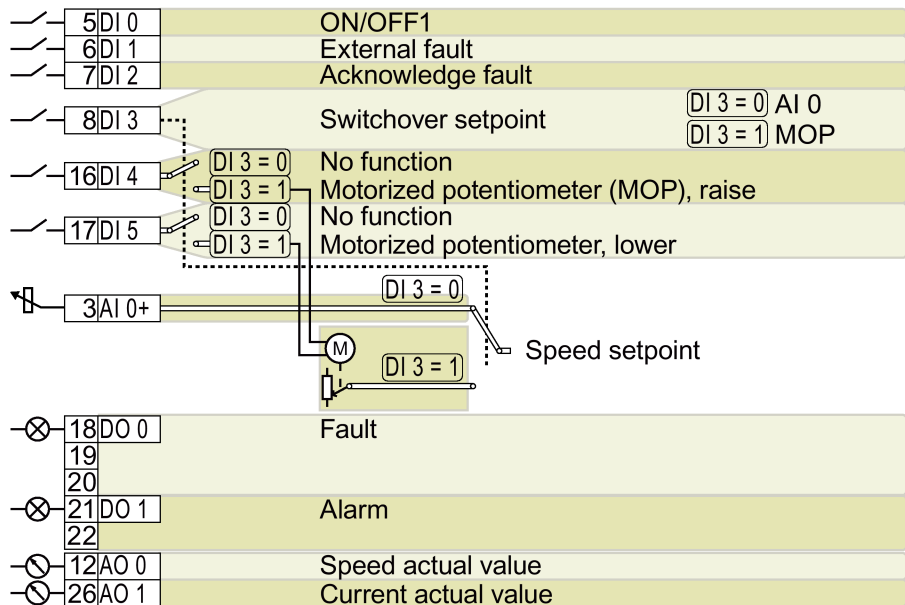 5 DI 0 ON/OFF1
6 DI 1 External fault
7 DI 2 Acknowledge fault
8 DI 3 Switchover setpoint DI 3 = 0 AI 0
DI 3 = 1 MOP
16 DI 4 DI 3 = 0 No function
DI 3 = 1 Motorized potentiometer (MOP), raise
17 DI 5 DI 3 = 0 No function
DI 3 = 1 Motorized potentiometer, lower
DI 3 = 0
3 AI 0+
M
Speed setpoint
DI 3 = 1
18 DO 0 Fault
19
20
21 DO 1 Alarm
22
12 AO 0 Speed actual value
26 AO 1 Current actual value